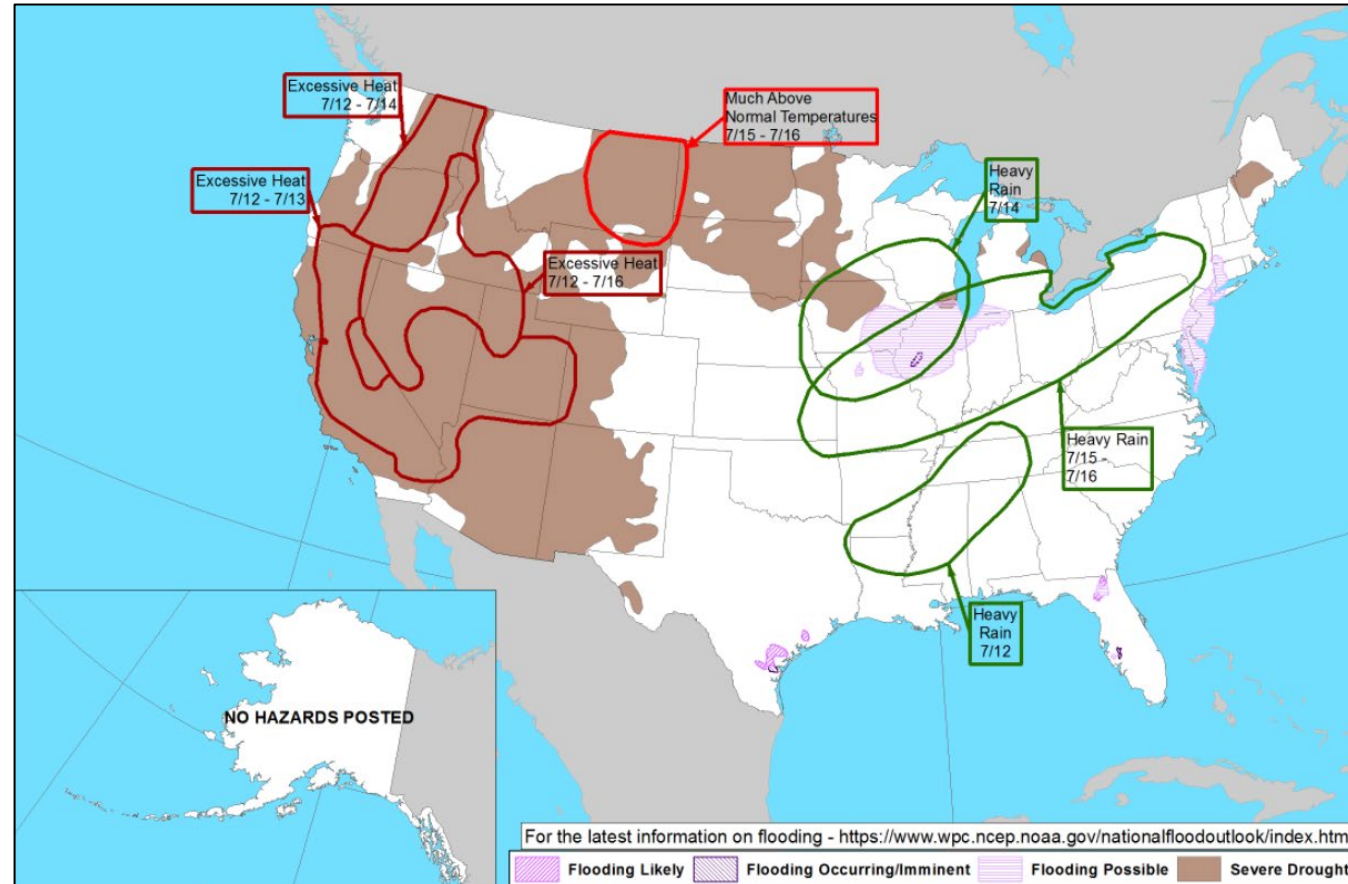 Excessive Heat
7/12 - 7/14
Much Above
Normal Temperatures
7/15 - 7/16
Heavy
Rain
7/14
Excessive Heat
7/12 - 7/13
Excessive Heat
7/12 - 7/16
Heavy Rain
7/15 -
7/16
Heavy
Rain
7/12
NO HAZARDS POSTED
For the latest information on flooding - https://www.wpc.ncep.noaa.gov/nationalfloodoutlook/index.htm
Flooding Likely Flooding Occurring/Imminent Flooding Possible Severe Drought